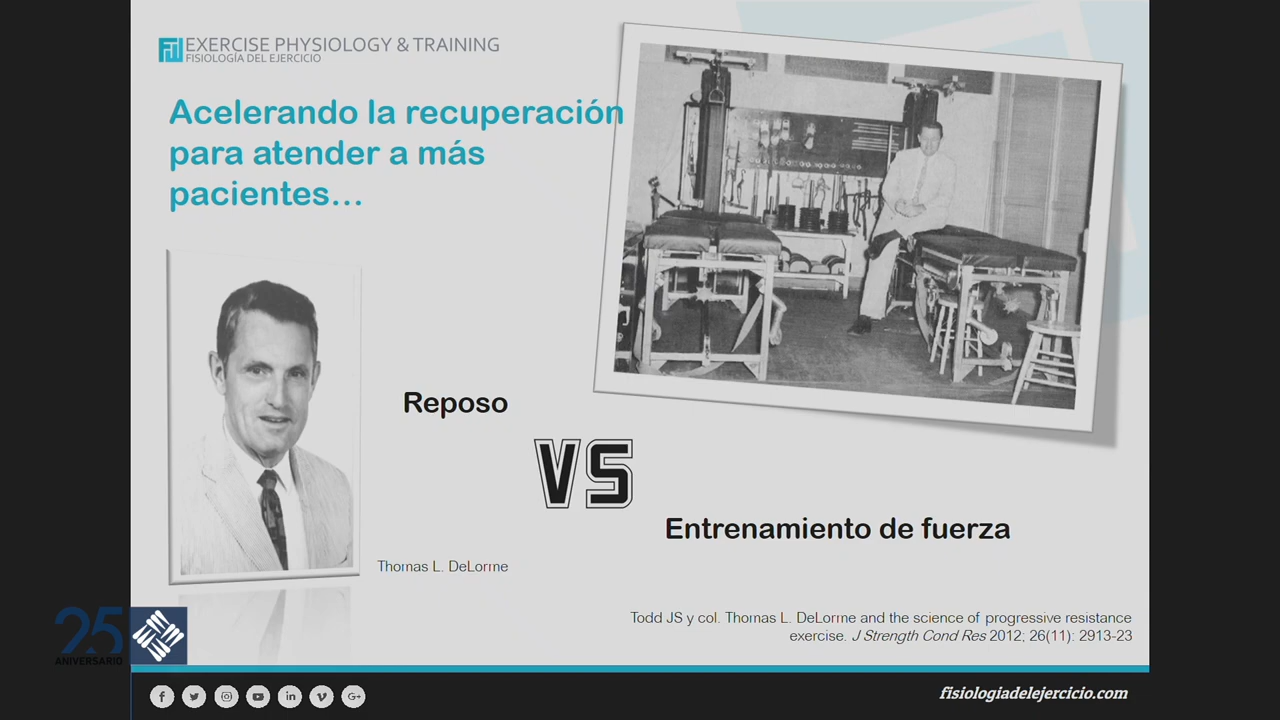 EXERCISE PHYSIOLOGY & TRAINING
FISIOLOGÍA DEL EJERCICIO
Acelerando la recuperación
para atender a más
pacientes...
Reposo
VS
Entrenamiento de fuerza
Thomas L. DeLorme
Todd JS y col. Thomas L. DeLorme and the science of progressive resistance
exercise. J Strength Cond Res 2012; 26(11): 2913-23
25
ANIVERSARIO
fisiologiadelejercicio.com